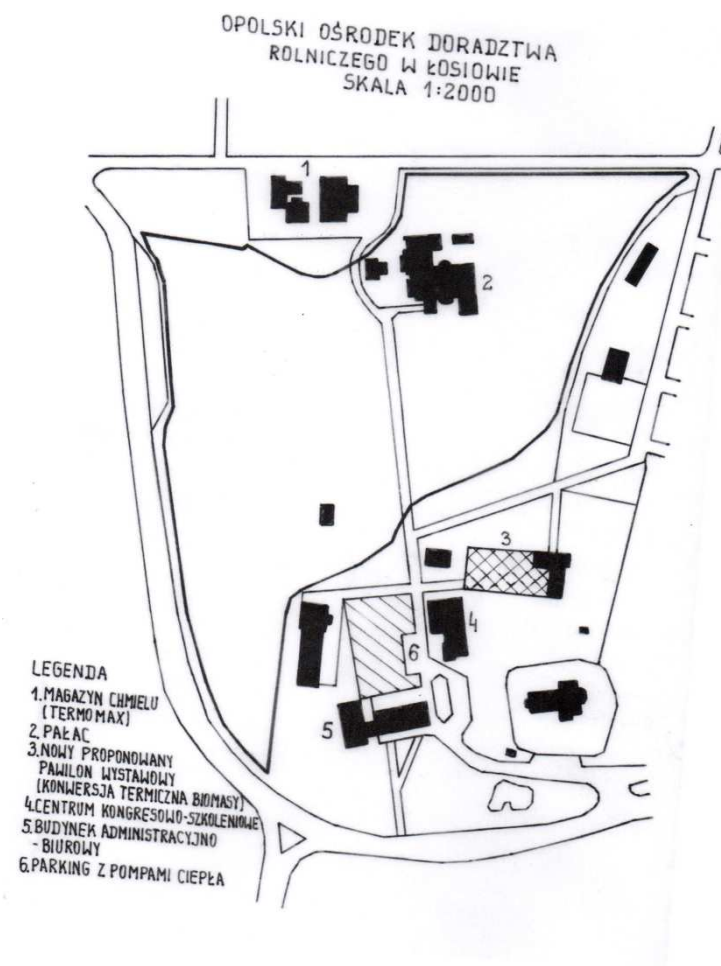 OPOLSKI OŚRODEK DORADZTWA
ROLNICZEGO W ŁOSIOWIE
SKALA 1:2000
1
2
3
4
6
5
LEGENDA
1.MAGAZYN CHMIELU
(TERMOMAX)
2.PAŁAC
3.NOWY PROPONOWANY
PAWILON WYSTAWOWY
(KONWERSJA TERMICZNA BIOMASY)
4.CENTRUM KONGRESOWO-SZKOLENIOWE
5.BUDYNEK ADMINISTRACYJNO
-BIUROWY
6.PARKING Z POMPAMI CIEPŁA